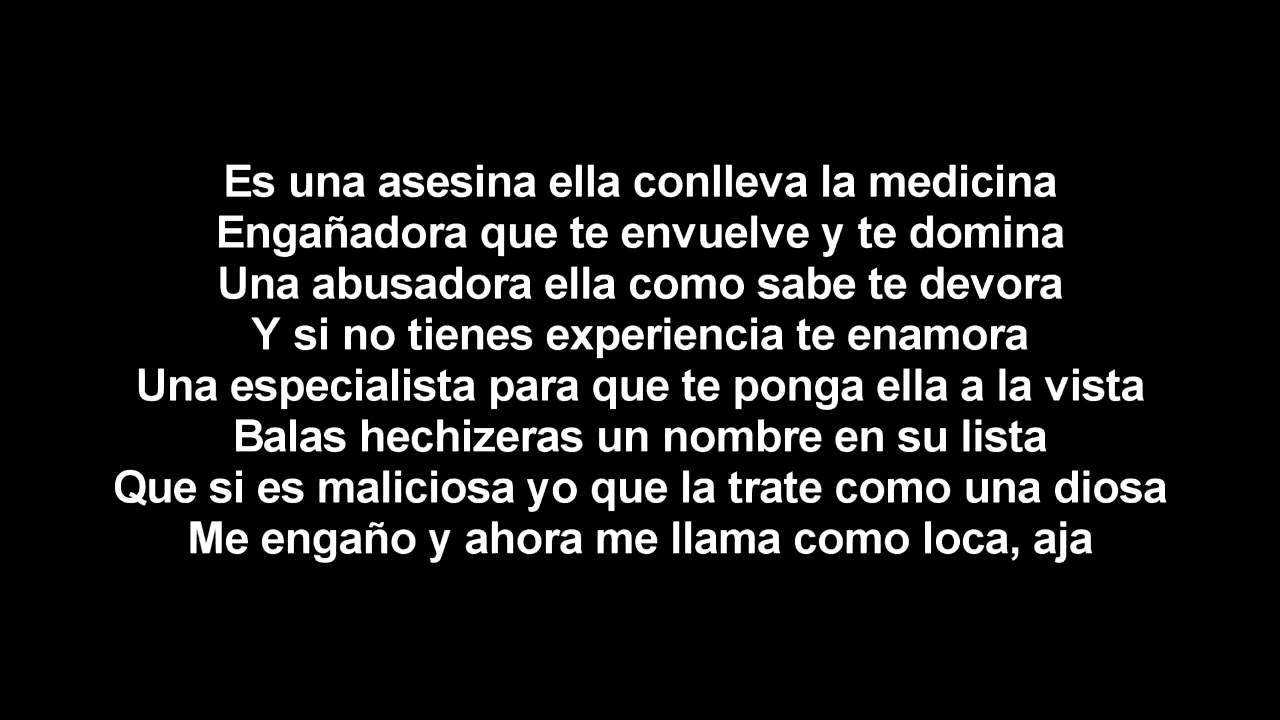 Es una asesina ella conlleva la medicina
Engañadora que te envuelve y te domina
Una abusadora ella como sabe te devora
Y si no tienes experiencia te enamora
Una especialista para que te ponga ella a la vista
Balas hechizeras un nombre en su lista
Que si es maliciosa yo que la trate como una diosa
Me engaño y ahora me llama como loca, aja